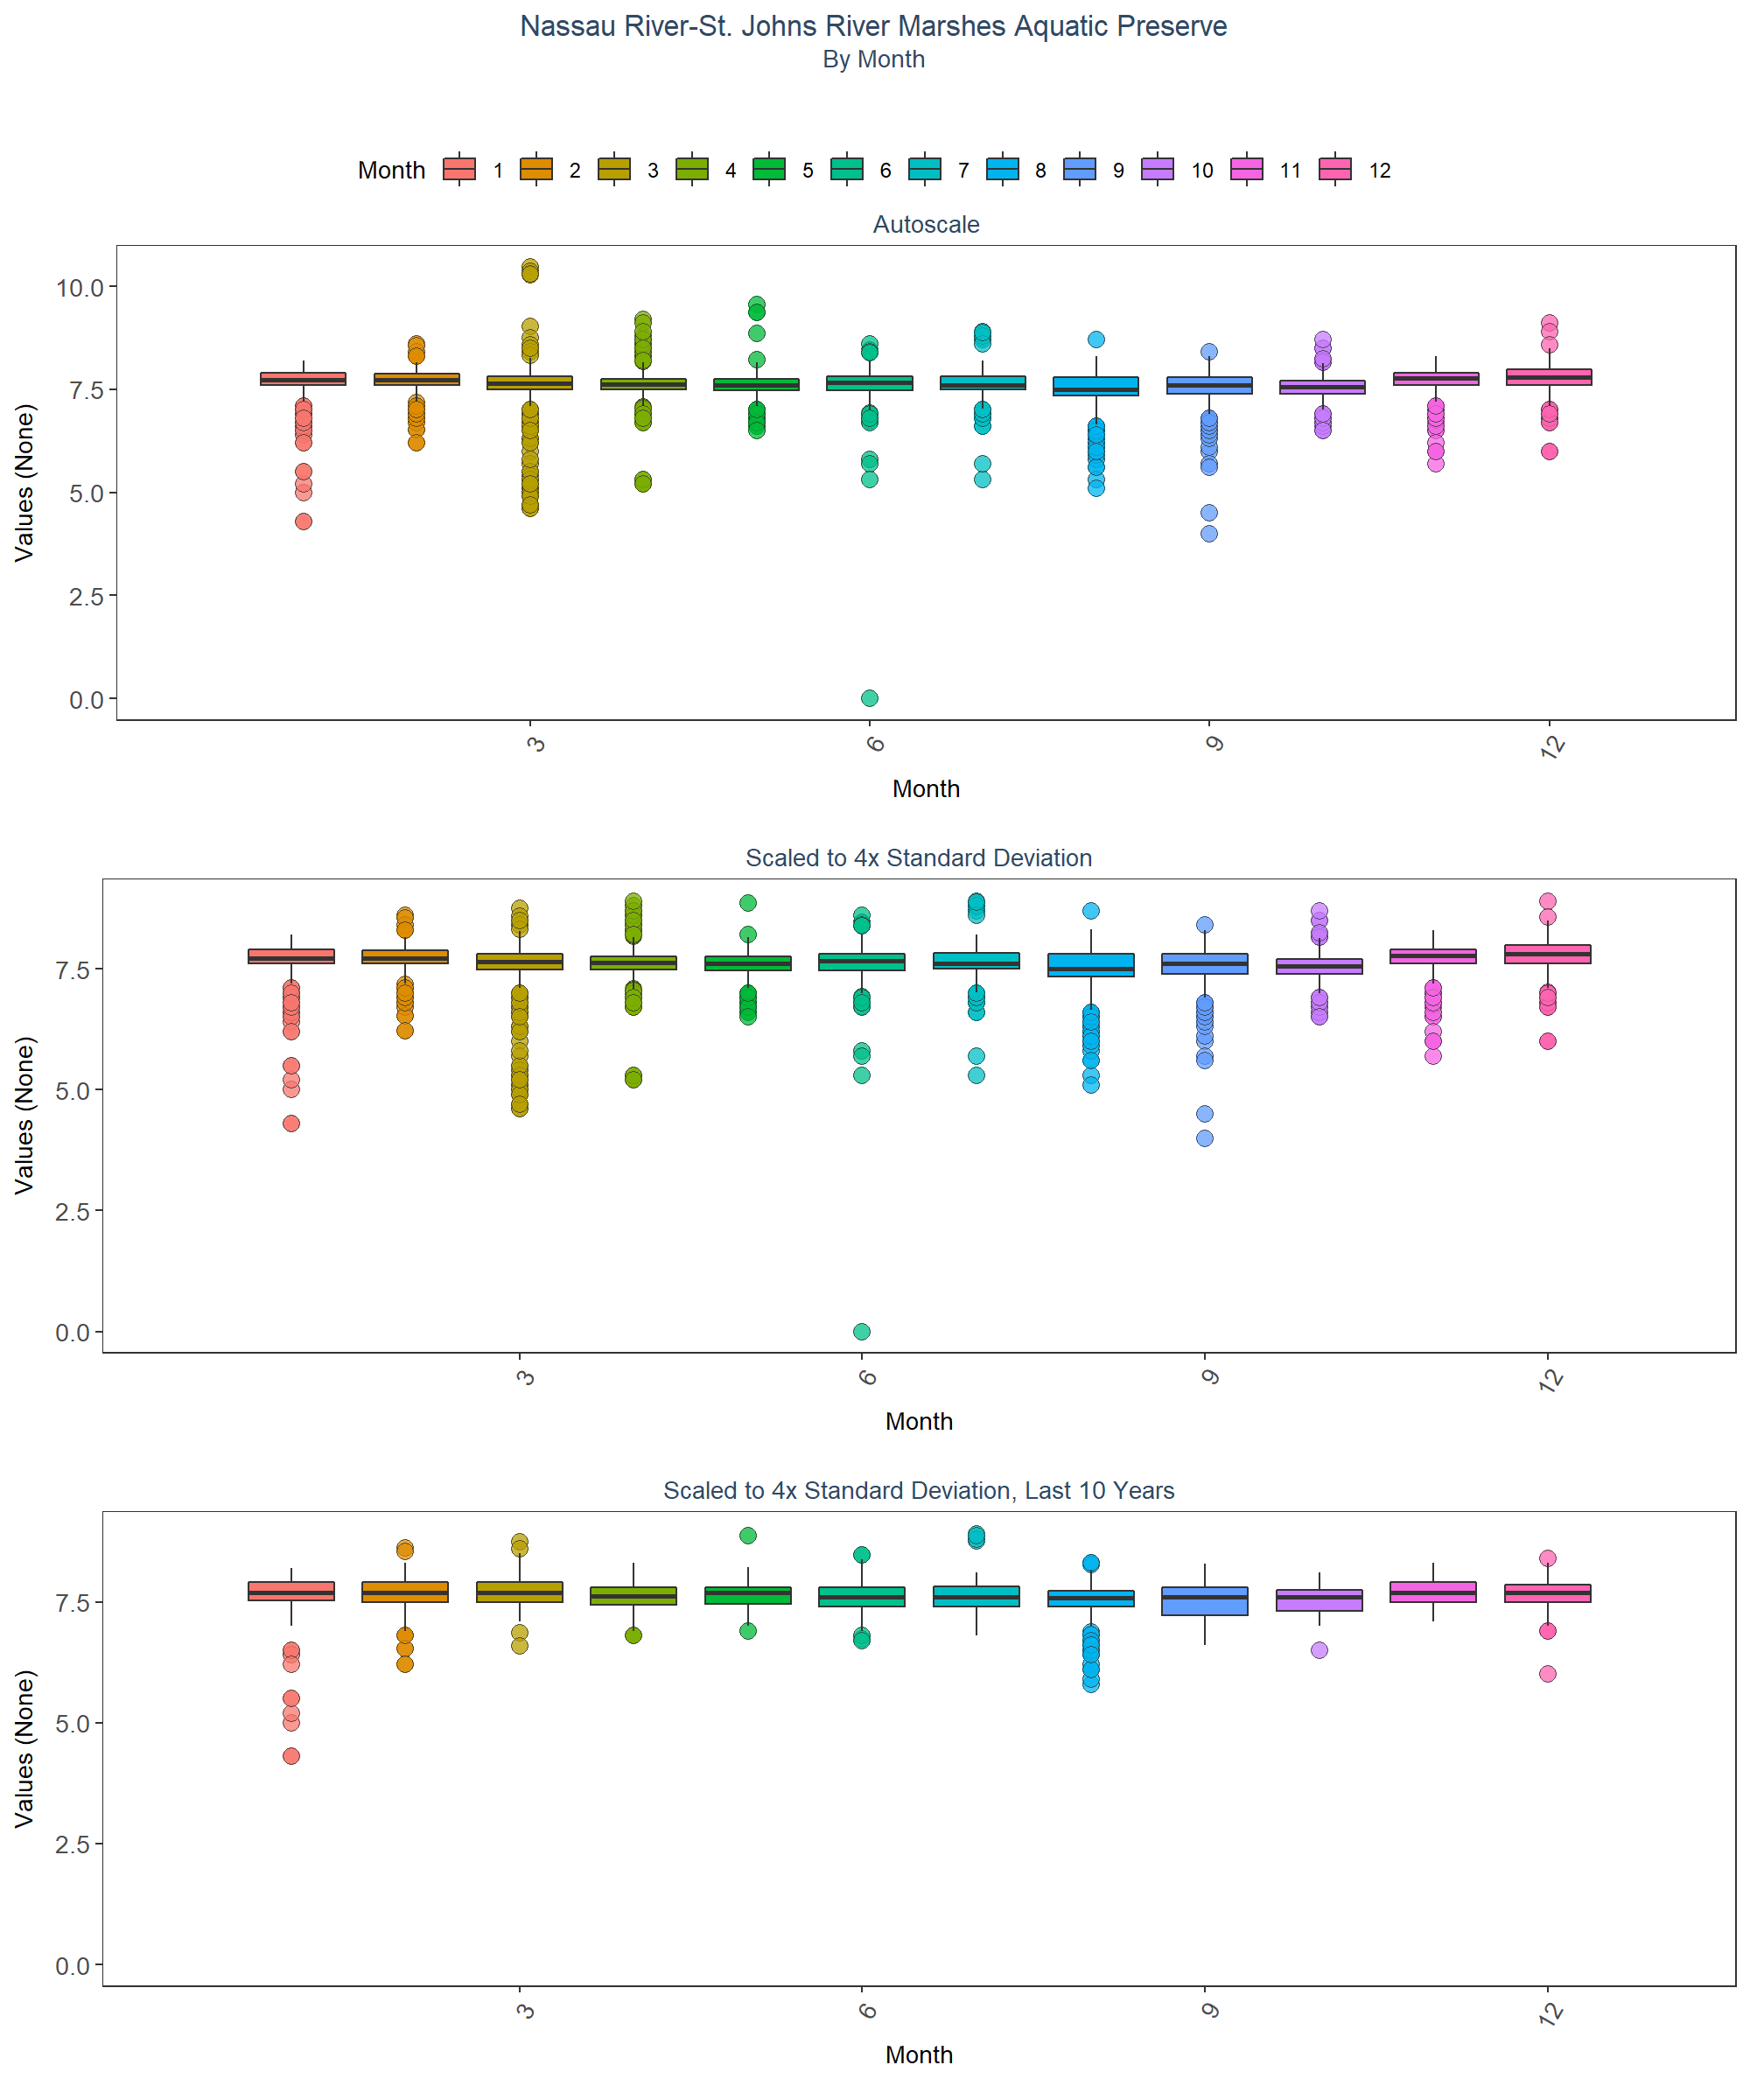 Nassau River-St. Johns River Marshes Aquatic Preserve
By Month
Month 1 2 3 4 5 6 7 8 9 10 11 12
Autoscale
Values (None)
10.0
7.5
5.0
2.5
0.0
3 6 9 12
Month
Scaled to 4x Standard Deviation
Values (None)
7.5
5.0
2.5
0.0
3 6 9 12
Month
Scaled to 4x Standard Deviation, Last 10 Years
Values (None)
7.5
5.0
2.5
0.0
3 6 9 12
Month